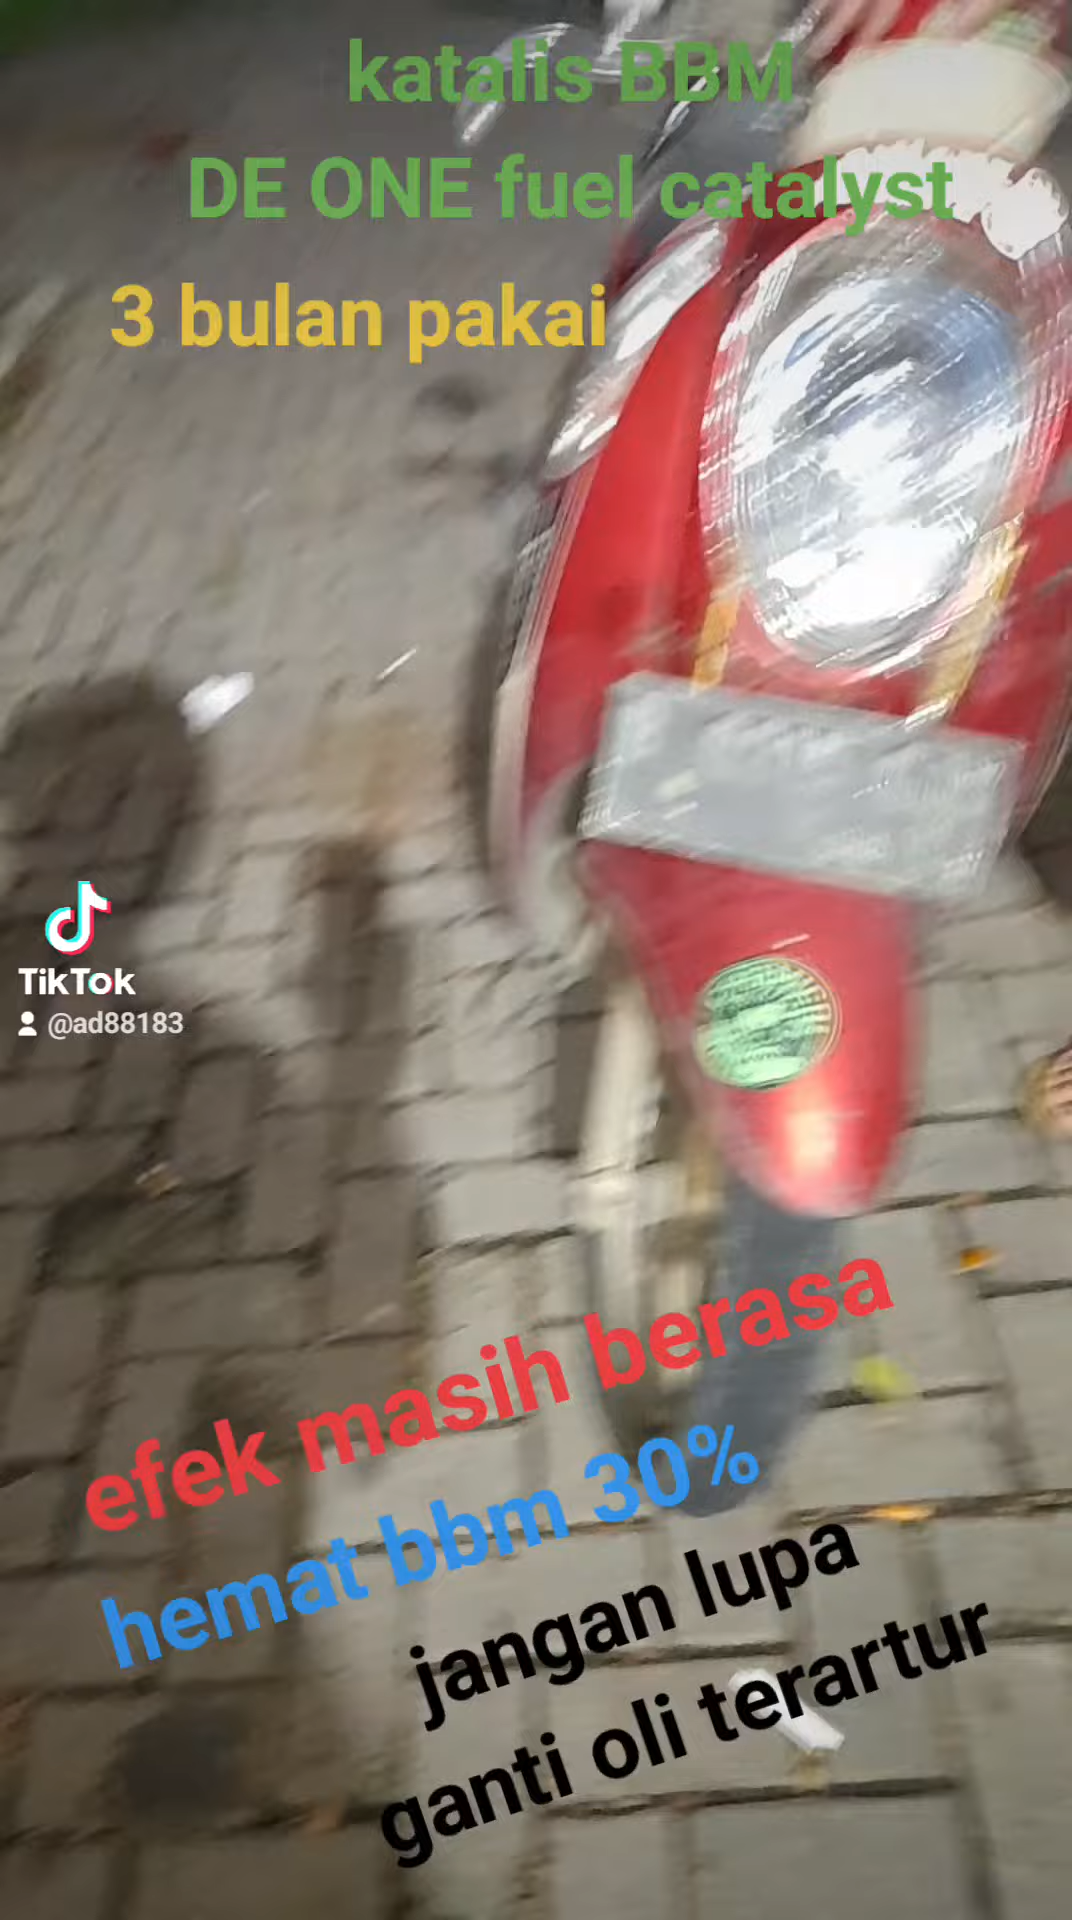 katalis BBM
DE ONE fuel catalyst
3 bulan pakai
TikTok
@ad88183
efek masih berasa
hemat bbm 30%
jangan lupa
ganti oli terartur